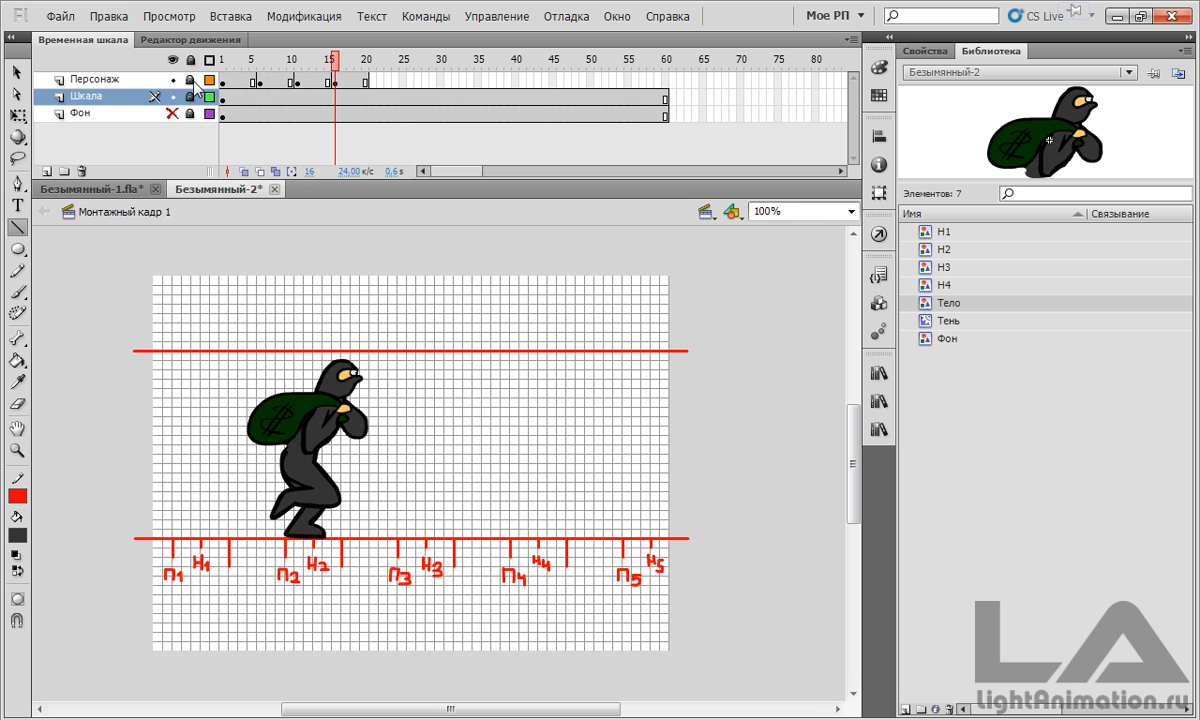 Fl Файл Правка Просмотр Вставка Модификация Текст Команды Управление Отладка Окно Справка Мое РП CS Live
Временная шкала Редактор движения
1 5 10 15 20 25 30 35 40 45 50 55 60 65 70 75 80
Персонаж
Шкала
Фон
16 24,00 к/с 0,6 s
Безымянный-1.fla* Безымянный-2*
Монтажный кадр 1 100%
П1 Н1 П2 Н2 П3 Н3 П4 Н4 П5 Н5
Свойства Библиотека
Безымянный-2
Элементов: 7
Имя Связывание
Н1
Н2
Н3
Н4
Тело
Тень
Фон
LA
LightAnimation.ru